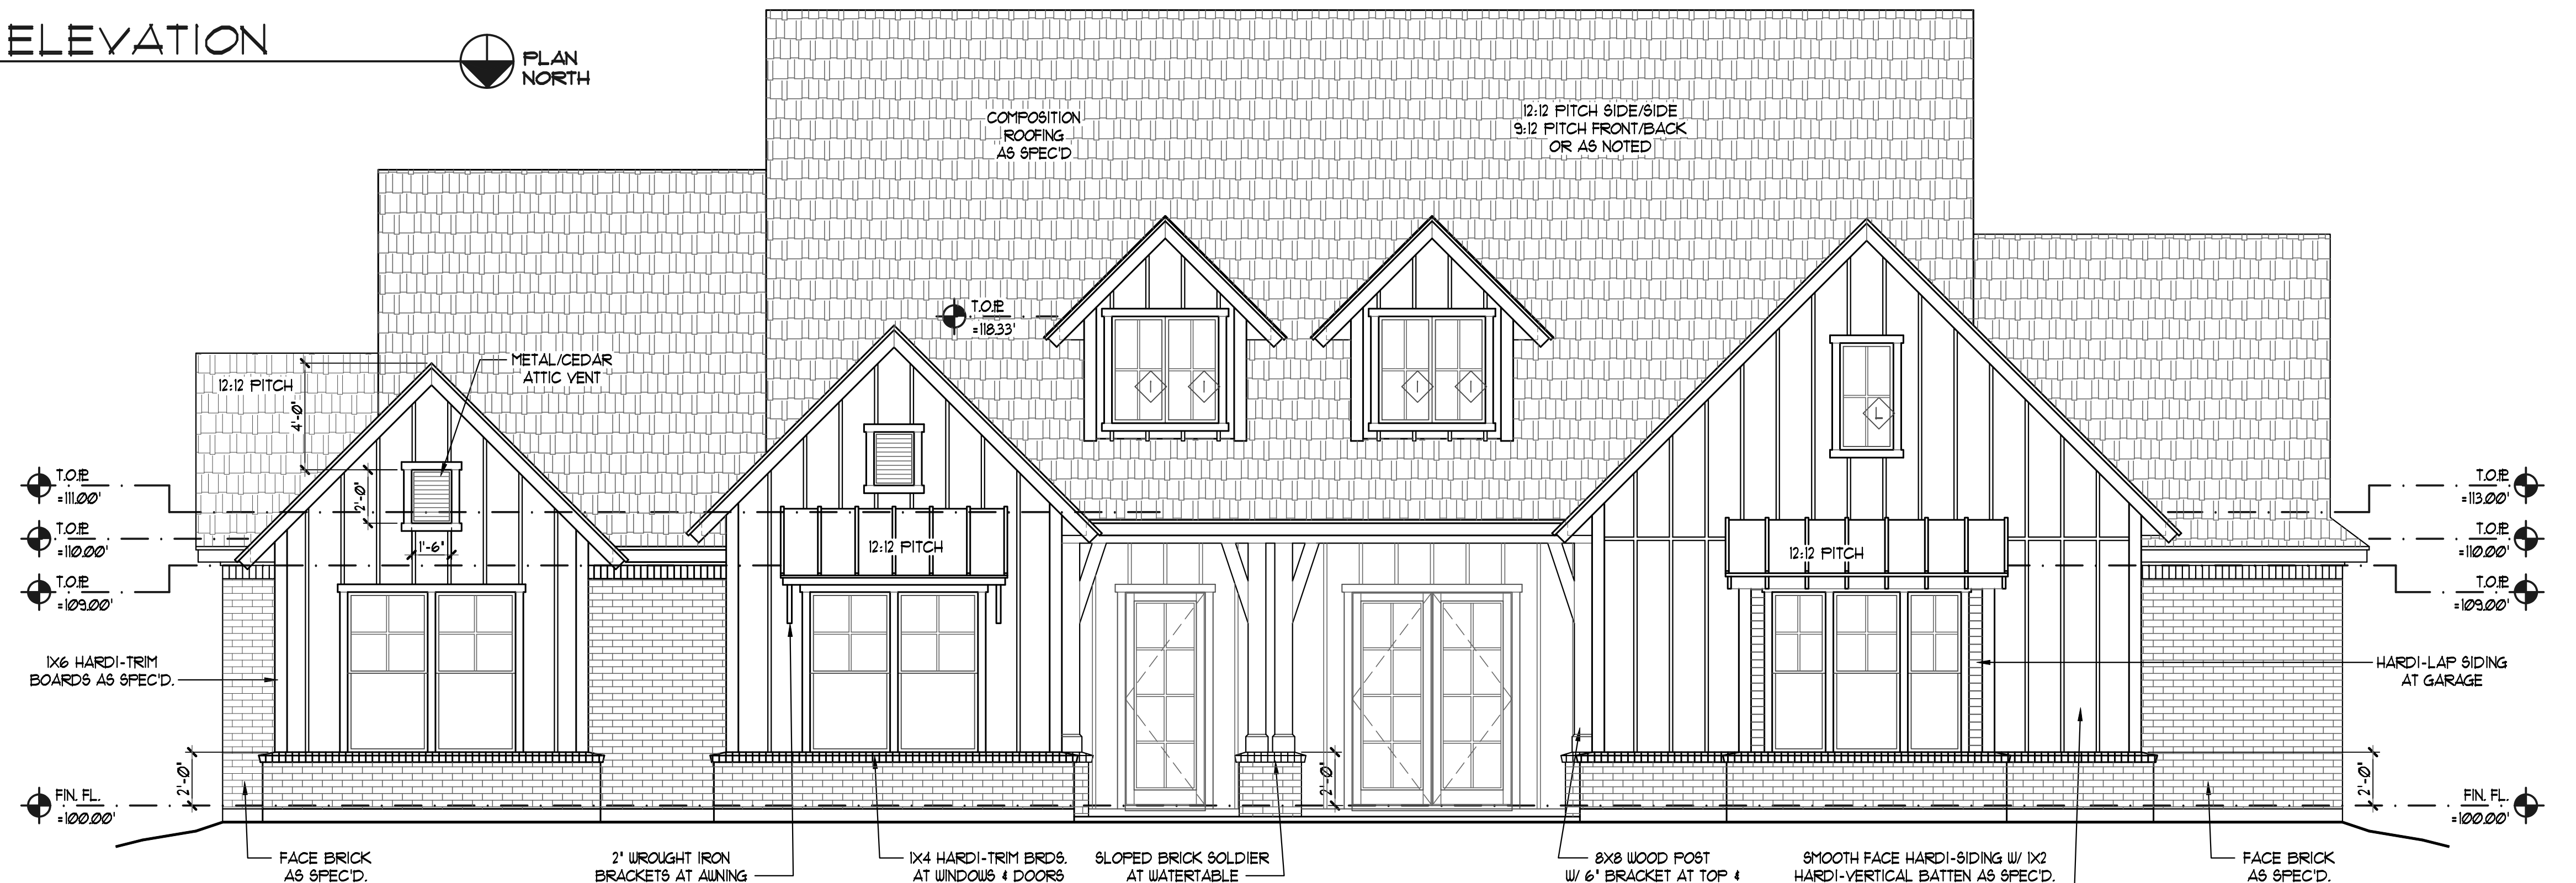 ELEVATION
PLAN
NORTH
COMPOSITION
ROOFING
AS SPEC'D
12:12 PITCH SIDE/SIDE
9:12 PITCH FRONT/BACK
OR AS NOTED
T.O.P.
=118.33'
METAL/CEDAR
ATTIC VENT
12:12 PITCH
4'-0"
2'-0"
1'-6"
12:12 PITCH
12:12 PITCH
I
I
I
I
L
T.O.P.
=111.00'
T.O.P.
=110.00'
T.O.P.
=109.00'
T.O.P.
=113.00'
T.O.P.
=110.00'
T.O.P.
=109.00'
1X6 HARDI-TRIM
BOARDS AS SPEC'D.
HARDI-LAP SIDING
AT GARAGE
2'-0"
2'-0"
2'-0"
FIN. FL.
=100.00'
FIN. FL.
=100.00'
FACE BRICK
AS SPEC'D.
2" WROUGHT IRON
BRACKETS AT AWNING
1X4 HARDI-TRIM BRDS.
AT WINDOWS & DOORS
SLOPED BRICK SOLDIER
AT WATERTABLE
8X8 WOOD POST
W/ 6" BRACKET AT TOP &
SMOOTH FACE HARDI-SIDING W/ 1X2
HARDI-VERTICAL BATTEN AS SPEC'D.
FACE BRICK
AS SPEC'D.